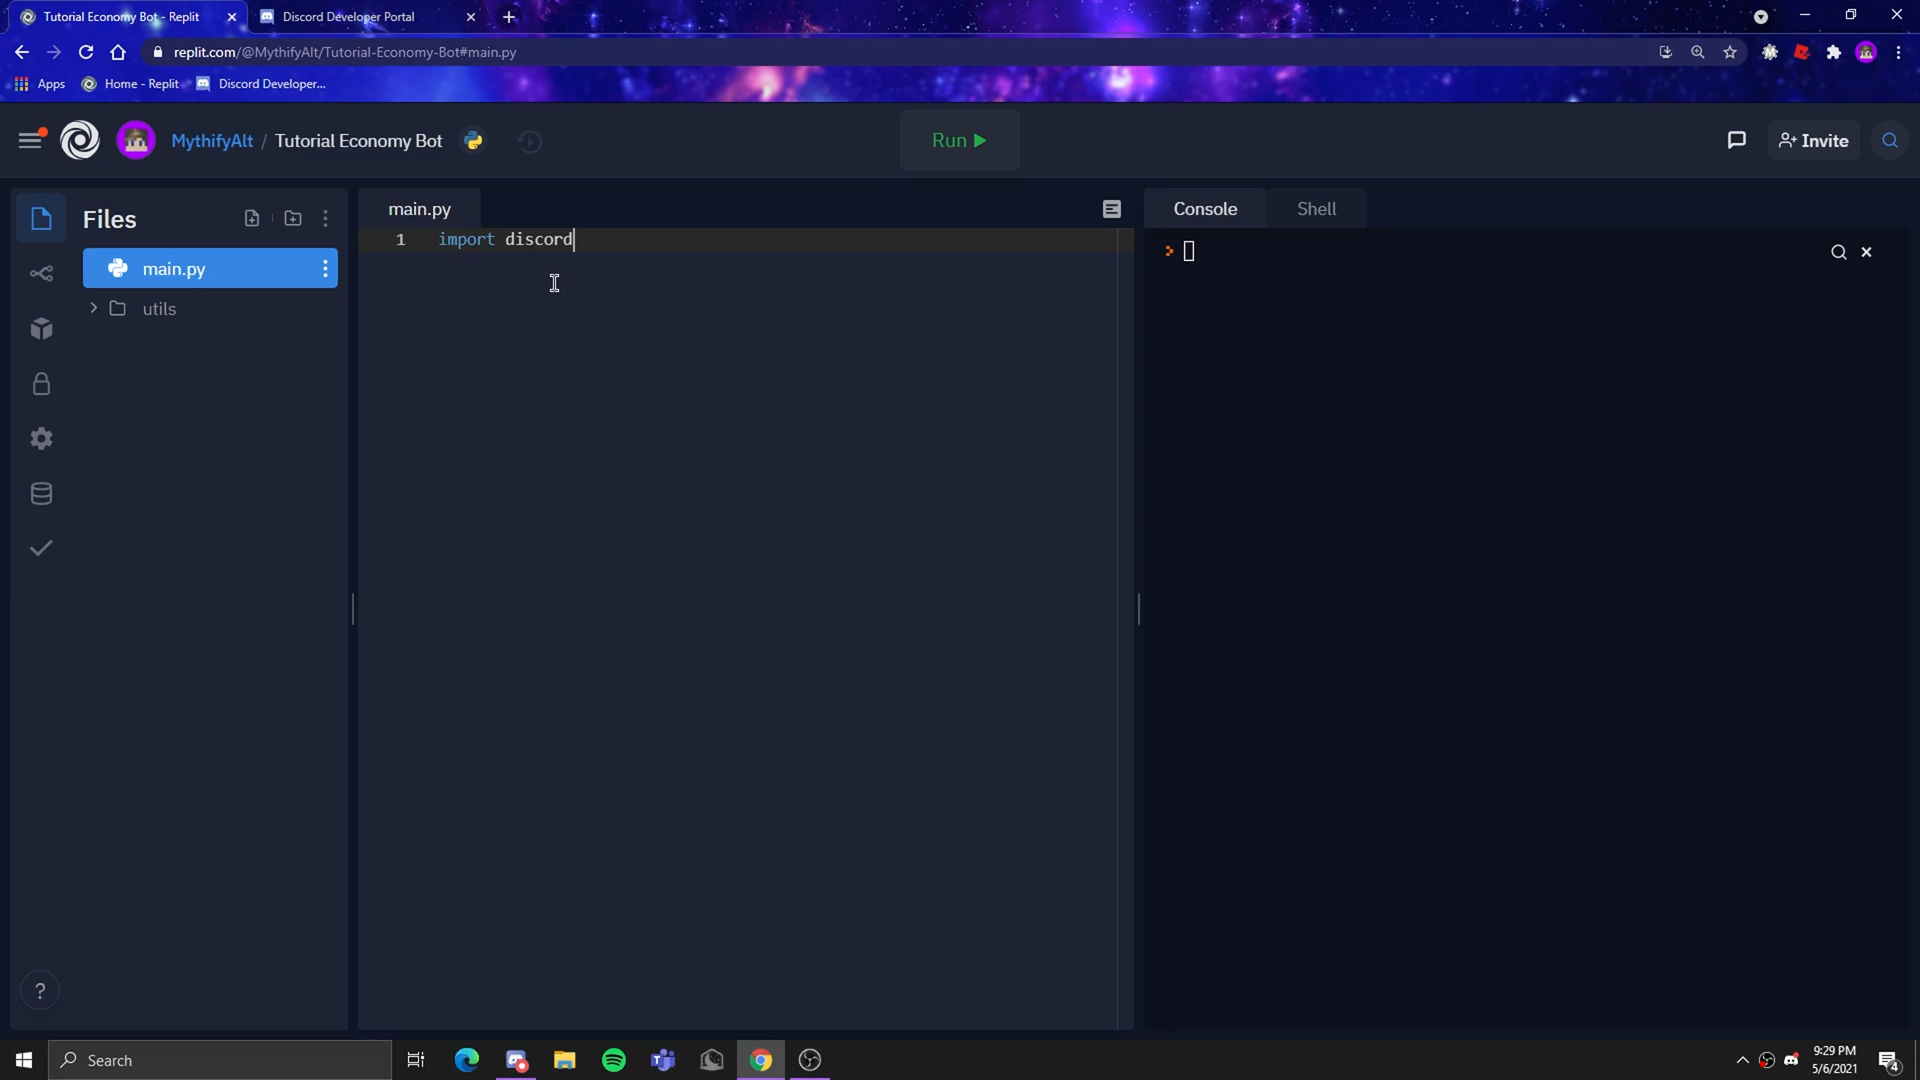 Tutorial Economy Bot - Replit
Discord Developer Portal
replit.com/@MythifyAlt/Tutorial-Economy-Bot#main.py
Apps
Home - Replit
Discord Developer...
MythifyAlt / Tutorial Economy Bot
Run
Invite
Files
main.py
Console
Shell
1 import discord
main.py
utils
?
Search
9:29 PM
5/6/2021
4